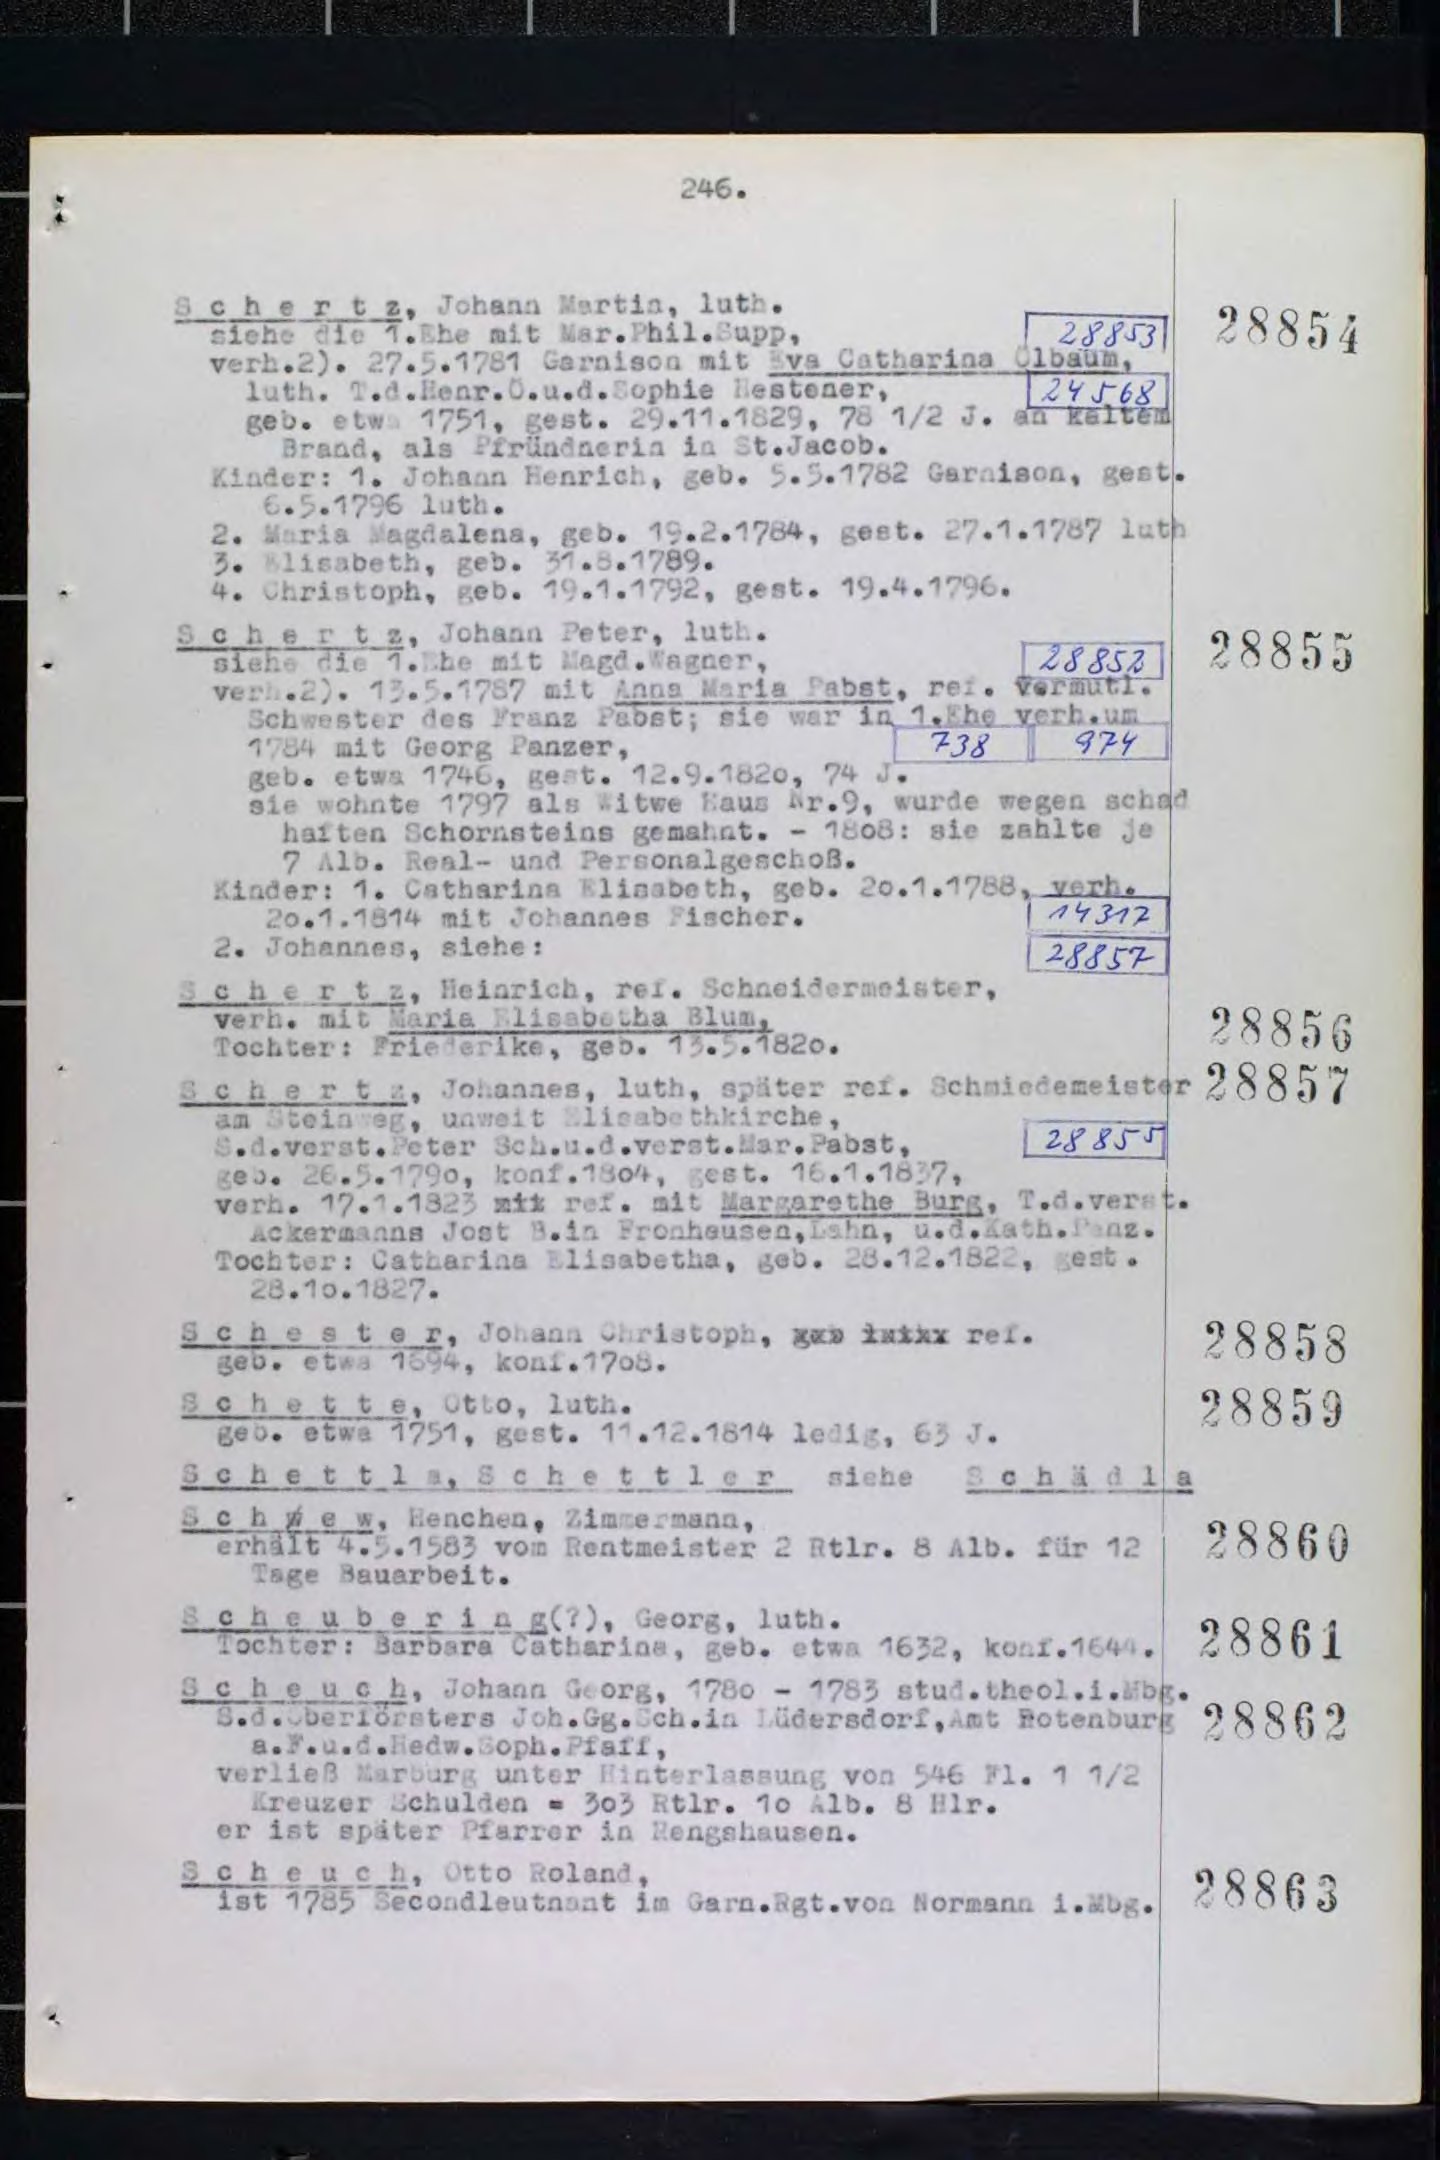 246.
S c h e r t z, Johann Martin, luth.
siehe die 1.Ehe mit Mar.Phil.Supp, 28853 28854
verh.2). 27.5.1781 Garnison mit Eva Catharina Ölbaum,
luth. T.d.Henr.Ö.u.d.Sophie Hestener, 24568
geb. etwa 1751, gest. 29.11.1829, 78 1/2 J. an kaltem
Brand, als Pfründnerin in St.Jacob.
Kinder: 1. Johann Henrich, geb. 5.5.1782 Garnison, gest.
6.5.1796 luth.
2. Maria Magdalena, geb. 19.2.1784, gest. 27.1.1787 luth
3. Elisabeth, geb. 31.8.1789.
4. Christoph, geb. 19.1.1792, gest. 19.4.1796.
S c h e r t z, Johann Peter, luth.
siehe die 1.Ehe mit Magd.Wagner, 28852 28855
verh.2). 13.5.1787 mit Anna Maria Pabst, ref. Vermutl.
Schwester des Franz Pabst; sie war in 1.Ehe verh.um
1784 mit Georg Panzer, 738 974
geb. etwa 1746, gest. 12.9.1820, 74 J.
sie wohnte 1797 als Witwe Haus Nr.9, wurde wegen schad
haften Schornsteins gemahnt. - 1808: sie zahlte je
7 Alb. Real- und Personalgeschoß.
Kinder: 1. Catharina Elisabeth, geb. 20.1.1788, verh.
20.1.1814 mit Johannes Fischer. 14317
2. Johannes, siehe: 28857
S c h e r t z, Heinrich, ref. Schneidermeister,
verh. mit Maria Elisabetha Blum, 28856
Tochter: Friederike, geb. 13.5.1820.
S c h e r t z, Johannes, luth, später ref. Schmiedemeister 28857
am Steinweg, unweit Elisabethkirche,
S.d.verst.Peter Sch.u.d.verst.Mar.Pabst, 28855
geb. 26.5.1790, konf.1804, gest. 16.1.1837,
verh. 17.1.1823 mit ref. mit Margarethe Burg, T.d.verst.
Ackermanns Jost B.in Fronhausen,Lahn, u.d.Kath.Panz.
Tochter: Catharina Elisabetha, geb. 28.12.1822, gest.
28.10.1827.
S c h e s t e r, Johann Christoph, ref. 28858
geb. etwa 1694, konf.1708.
S c h e t t e, Otto, luth. 28859
geb. etwa 1751, gest. 11.12.1814 ledig, 63 J.
S c h e t t l a, S c h e t t l e r siehe S c h ä d l a
S c h e w, Henchen, Zimmermann,
erhält 4.5.1583 vom Rentmeister 2 Rtlr. 8 Alb. für 12 28860
Tage Bauarbeit.
S c h e u b e r i n g(?), Georg, luth.
Tochter: Barbara Catharina, geb. etwa 1632, konf.1644. 28861
S c h e u c h, Johann Georg, 1780 - 1783 stud.theol.i.Mbg.
S.d.Oberförsters Joh.Gg.Sch.in Lüdersdorf,Amt Rotenburg 28862
a.F.u.d.Hedw.Soph.Pfaff,
verließ Marburg unter Hinterlassung von 546 Fl. 1 1/2
Kreuzer Schulden = 303 Rtlr. 10 Alb. 8 Hlr.
er ist später Pfarrer in Rengshausen.
S c h e u c h, Otto Roland, 28863
ist 1785 Secondleutnant im Garn.Rgt.von Normann i.Mbg.